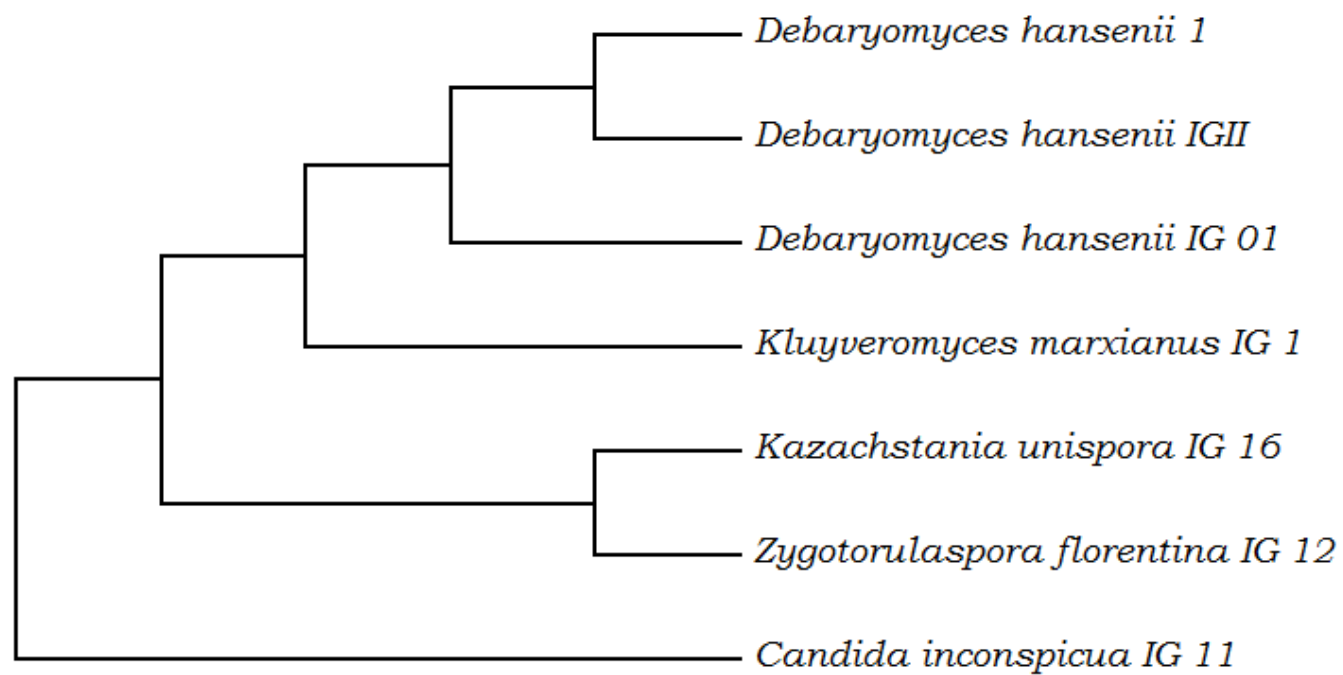 Debaryomyces hansenii 1
Debaryomyces hansenii IGII
Debaryomyces hansenii IG 01
Kluyveromyces marxianus IG 1
Kazachstania unispora IG 16
Zygotorulaspora florentina IG 12
Candida inconspicua IG 11